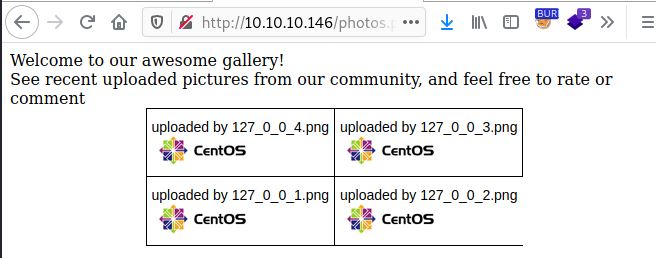 http://10.10.10.146/photos.p
BUR
3
Welcome to our awesome gallery!
See recent uploaded pictures from our community, and feel free to rate or
comment
uploaded by 127_0_0_4.png
uploaded by 127_0_0_3.png
CentOS
CentOS
uploaded by 127_0_0_1.png
uploaded by 127_0_0_2.png
CentOS
CentOS